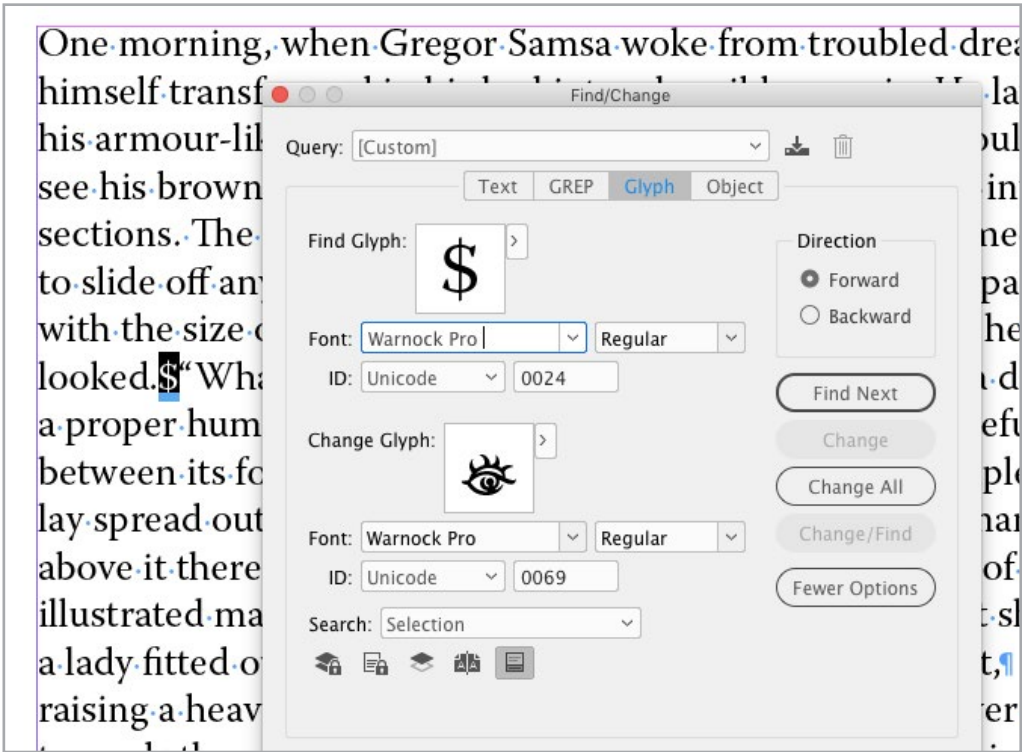 One morning, when Gregor Samsa woke from troubled drea
himself transf
his armour-lik
see his brown
sections. The
to slide off any
with the size o
looked.$“Wha
a proper hum
between its fo
lay spread out
above it there
illustrated ma
a lady fitted o
raising a heav
Find/Change
Query: [Custom]
Text GREP Glyph Object
Find Glyph: $
Font: Warnock Pro Regular
ID: Unicode 0024
Change Glyph:
Font: Warnock Pro Regular
ID: Unicode 0069
Search: Selection
Direction
Forward
Backward
Find Next
Change
Change All
Change/Find
Fewer Options